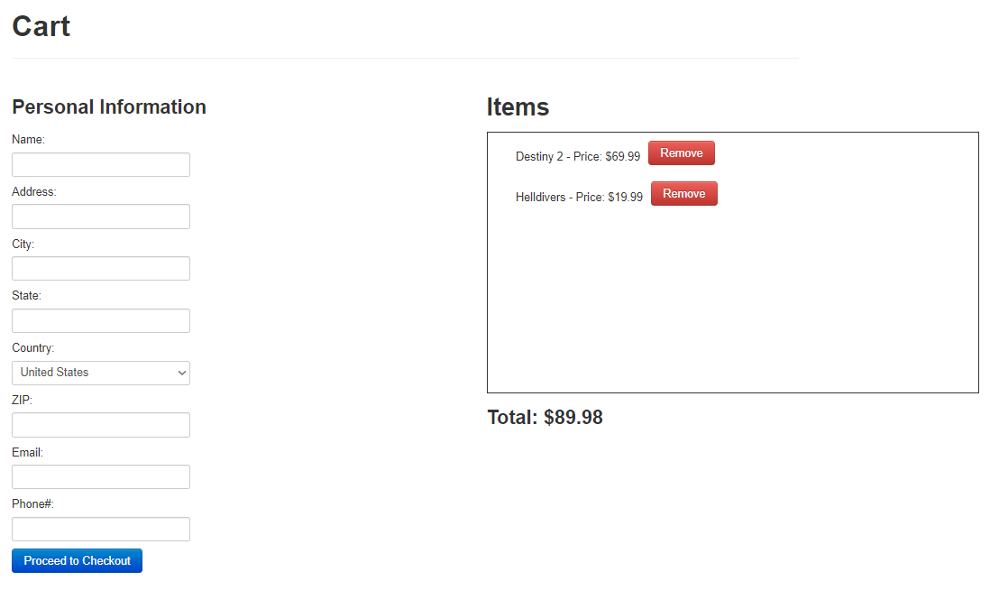 Cart
Personal Information
Name:
Address:
City:
State:
Country:
United States
ZIP:
Email:
Phone#:
Proceed to Checkout
Items
Destiny 2 - Price: $69.99 Remove
Helldivers - Price: $19.99 Remove
Total: $89.98